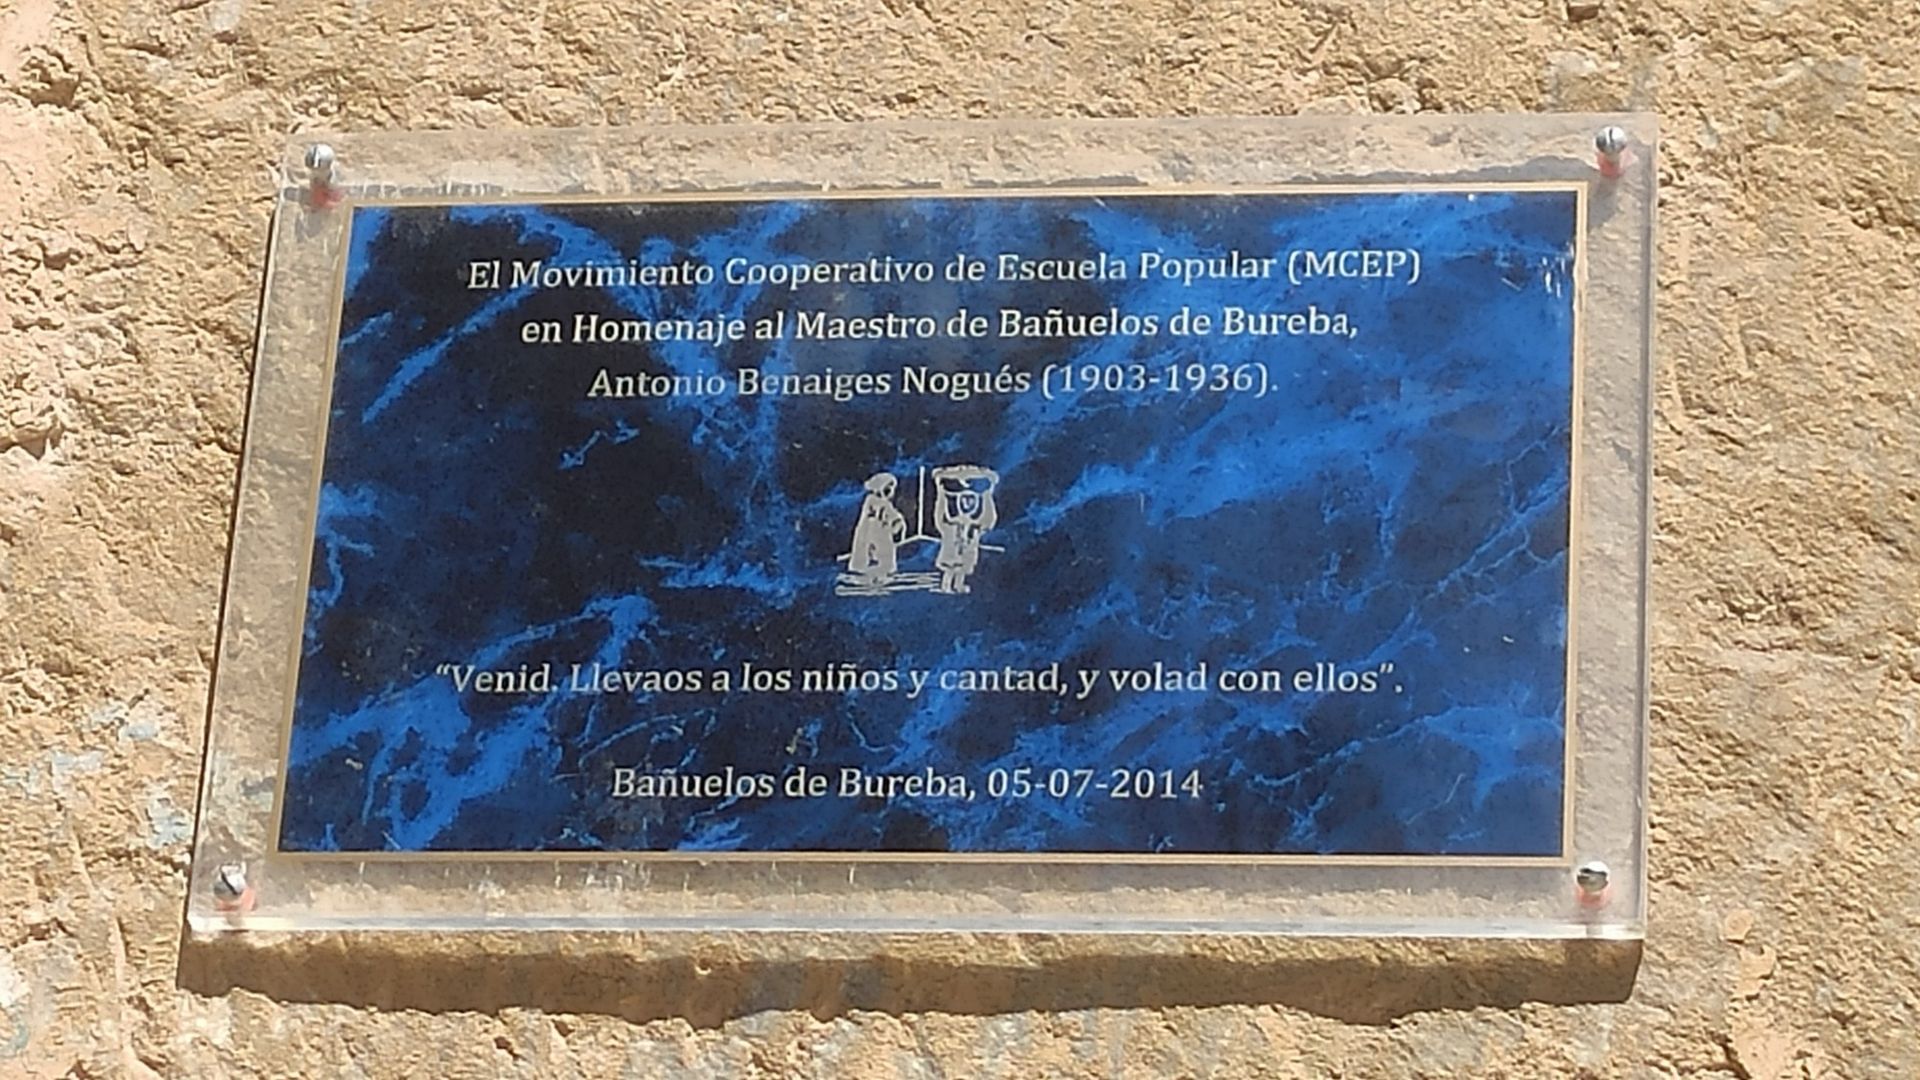 El Movimiento Cooperativo de Escuela Popular (MCEP)
en Homenaje al Maestro de Bañuelos de Bureba,
Antonio Benaiges Nogués (1903-1936).
“Venid. Llevaos a los niños y cantad, y volad con ellos”.
Bañuelos de Bureba, 05-07-2014